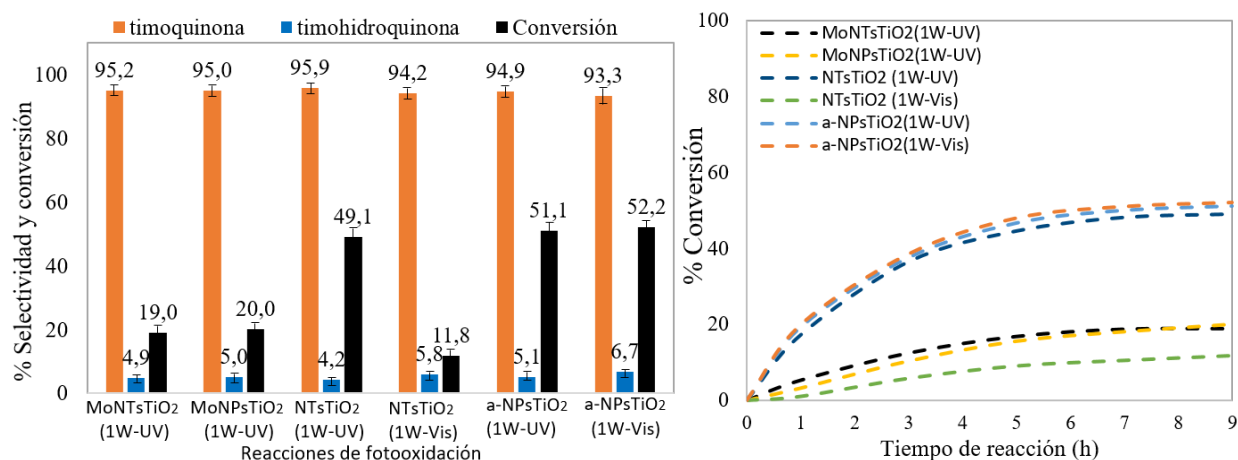 timoquinona timohidroquinona Conversión
% Selectividad y conversión
100
80
60
40
20
0
95,2 4,9 19,0
95,0 5,0 20,0
95,9 4,2 49,1
94,2 5,8 11,8
94,9 5,1 51,1
93,3 6,7 52,2
MoNTsTiO2 MoNPsTiO2 NTsTiO2 NTsTiO2 a-NPsTiO2 a-NPsTiO2
(1W-UV) (1W-UV) (1W-UV) (1W-Vis) (1W-UV) (1W-Vis)
Reacciones de fotooxidación
% Conversión
100
80
60
40
20
0
MoNTsTiO2(1W-UV)
MoNPsTiO2(1W-UV)
NTsTiO2 (1W-UV)
NTsTiO2 (1W-Vis)
a-NPsTiO2(1W-UV)
a-NPsTiO2(1W-Vis)
0 1 2 3 4 5 6 7 8 9
Tiempo de reacción (h)